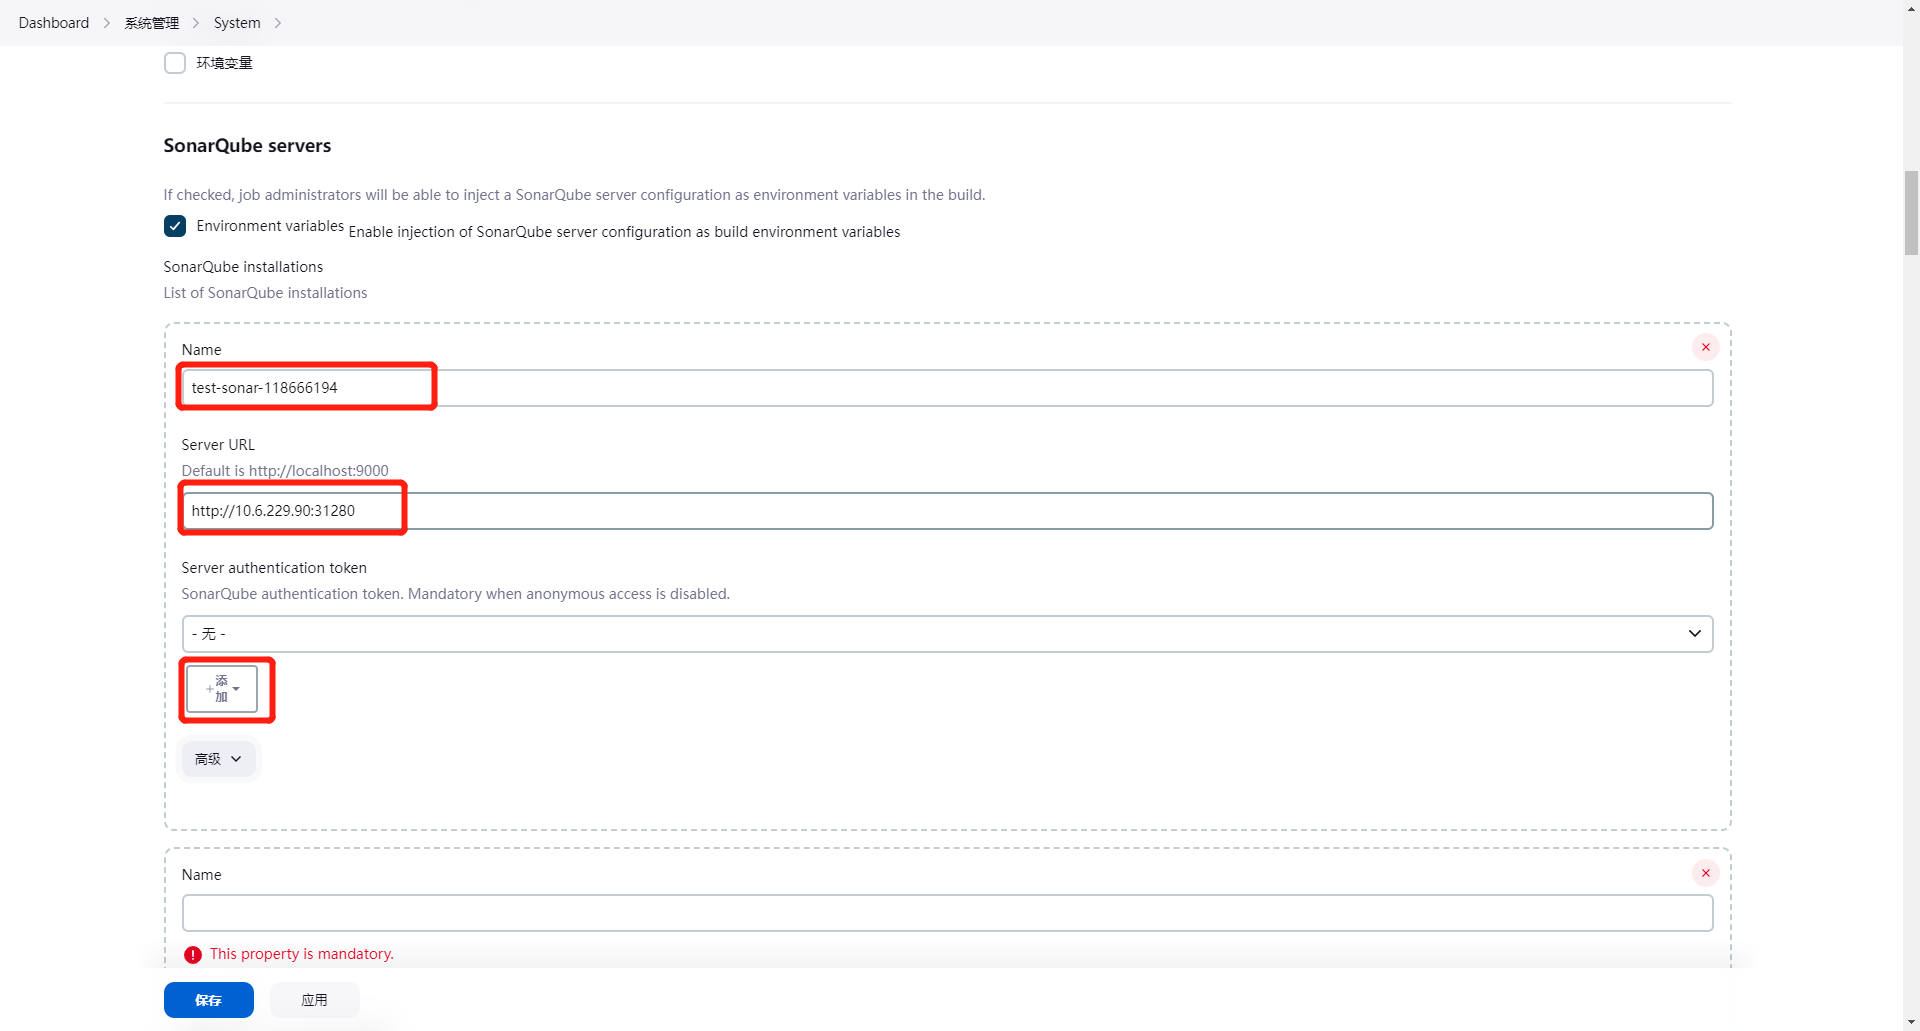 Dashboard > 系统管理 > System >
环境变量
SonarQube servers
If checked, job administrators will be able to inject a SonarQube server configuration as environment variables in the build.
Environment variables Enable injection of SonarQube server configuration as build environment variables
SonarQube installations
List of SonarQube installations
Name
test-sonar-118666194
Server URL
Default is http://localhost:9000
http://10.6.229.90:31280
Server authentication token
SonarQube authentication token. Mandatory when anonymous access is disabled.
- 无 -
+添
加
高级
Name
This property is mandatory.
保存 应用